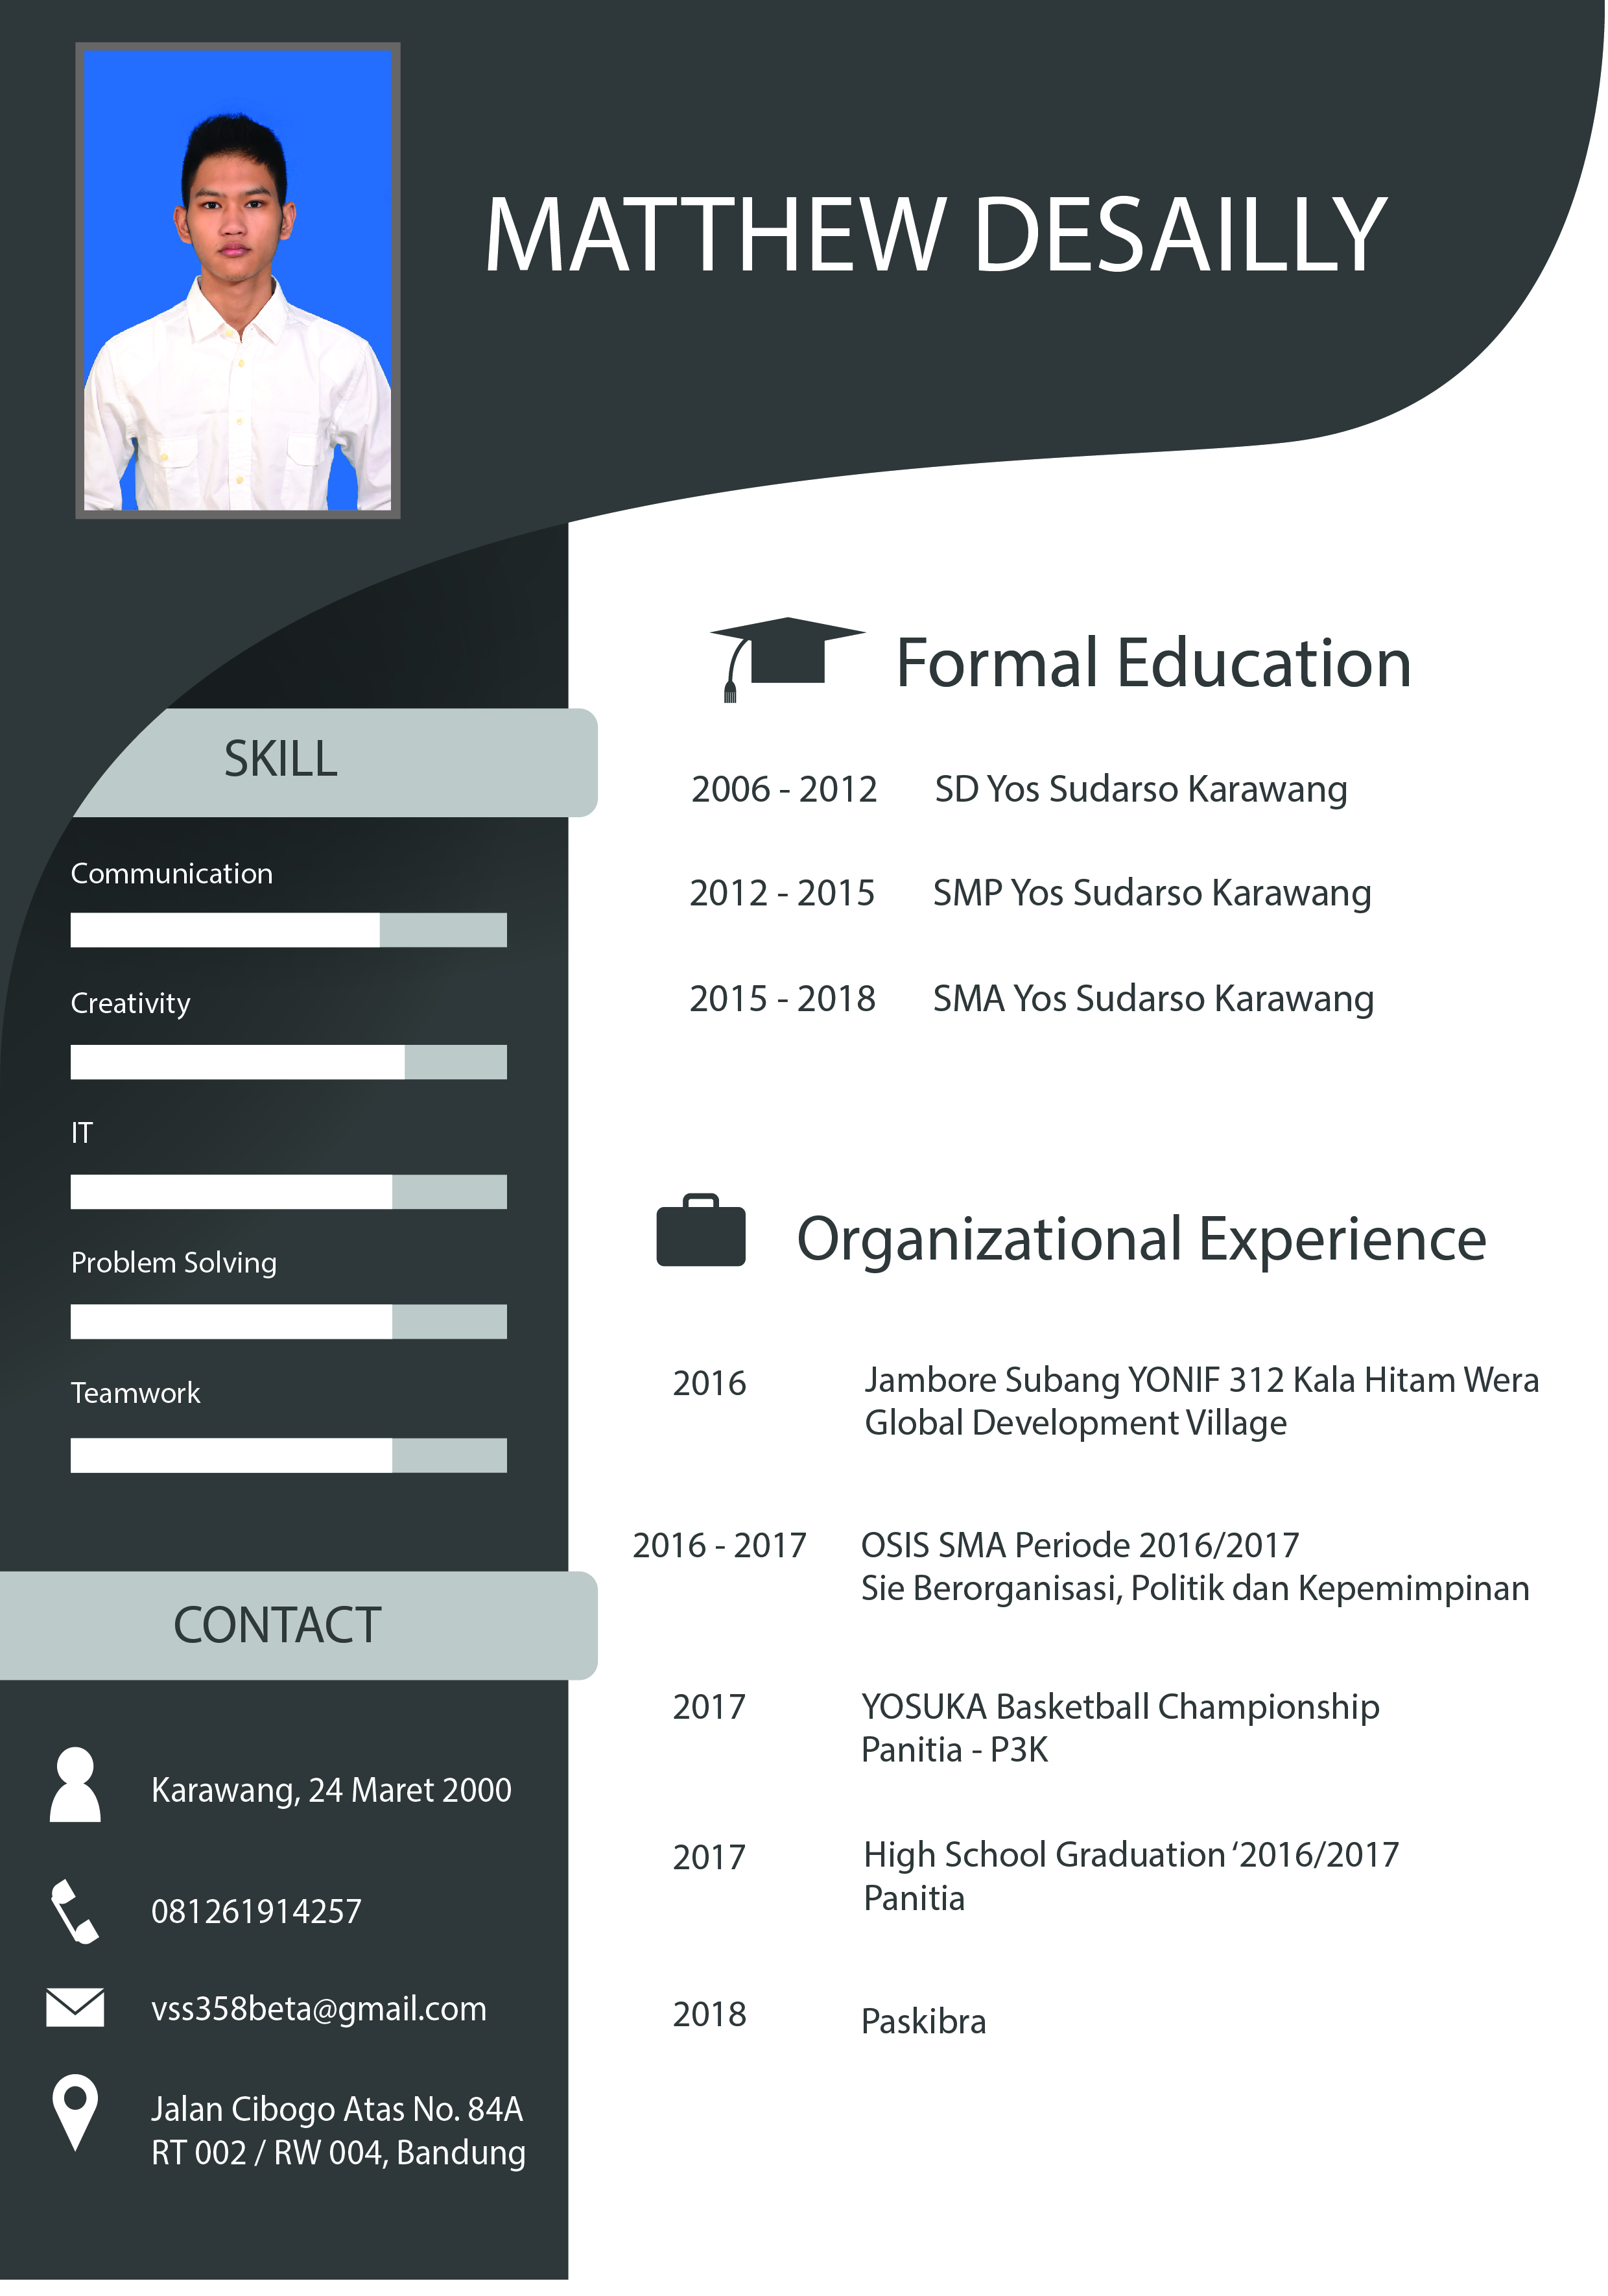 MATTHEW DESAILLY
SKILL
Communication
Creativity
IT
Problem Solving
Teamwork
CONTACT
Karawang, 24 Maret 2000
081261914257
vss358beta@gmail.com
Jalan Cibogo Atas No. 84A
RT 002 / RW 004, Bandung
Formal Education
2006 - 2012 SD Yos Sudarso Karawang
2012 - 2015 SMP Yos Sudarso Karawang
2015 - 2018 SMA Yos Sudarso Karawang
Organizational Experience
2016 Jambore Subang YONIF 312 Kala Hitam Wera
Global Development Village
2016 - 2017 OSIS SMA Periode 2016/2017
Sie Berorganisasi, Politik dan Kepemimpinan
2017 YOSUKA Basketball Championship
Panitia - P3K
2017 High School Graduation ‘2016/2017
Panitia
2018 Paskibra